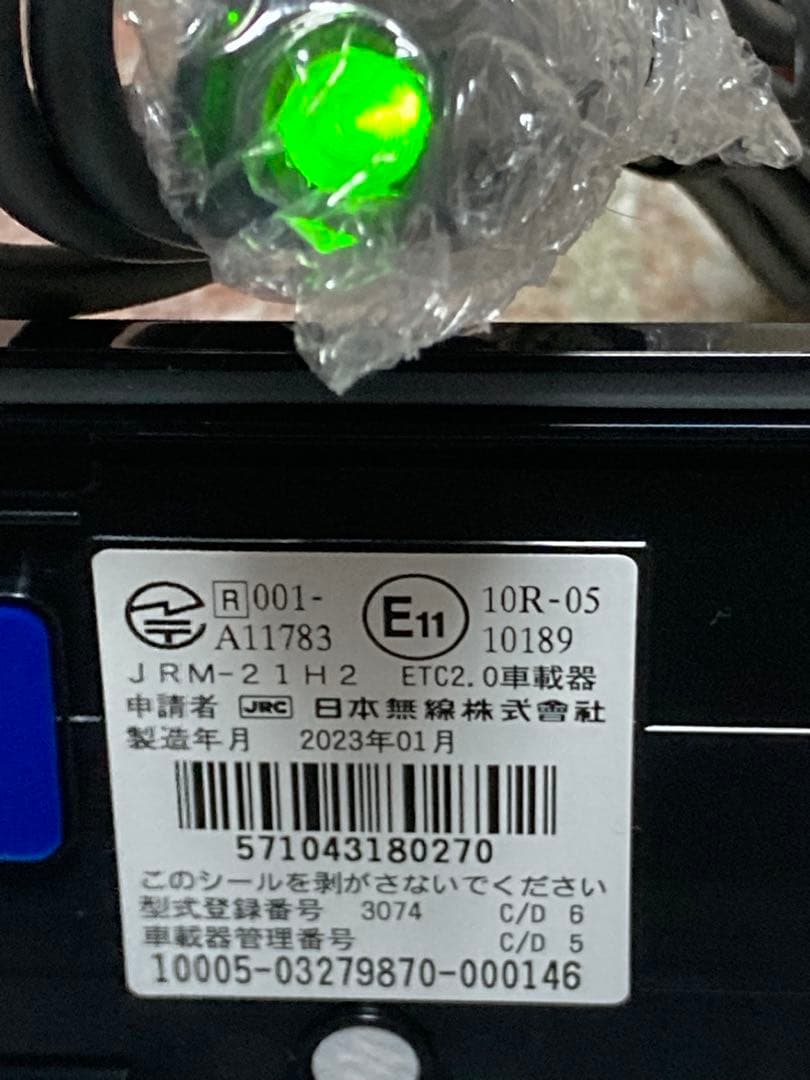 R 001-
A11783
E11
10R-05
10189
JRM-21H2 ETC2.0車載器
申請者 JRC 日本無線株式會社
製造年月 2023年01月
571043180270
このシールを剥がさないでください
型式登録番号 3074 C/D 6
車載器管理番号 C/D 5
10005-03279870-000146